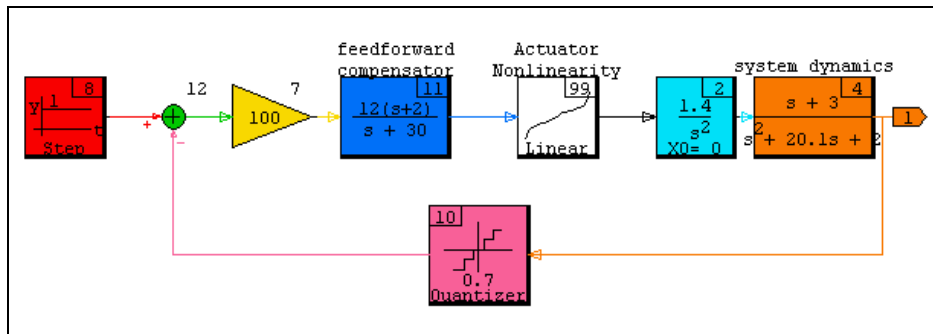 feedforward
compensator
Actuator
Nonlinearity
system dynamics
8
y 1
t
Step
+
-
12
100
7
11
12(s+2)
s + 30
99
Linear
2
1.4
s2
X0= 0
4
s + 3
s2 + 20.1s + 2
1
10
0.7
Quantizer